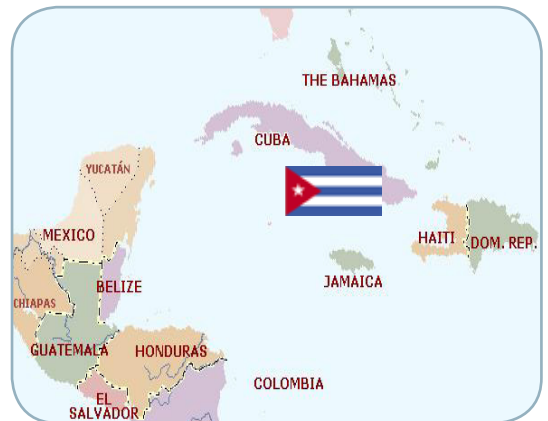 THE BAHAMAS
CUBA
YUCATÁN
MEXICO
HAITI
DOM. REP.
BELIZE
JAMAICA
CHIAPAS
GUATEMALA
HONDURAS
COLOMBIA
EL
SALVADOR